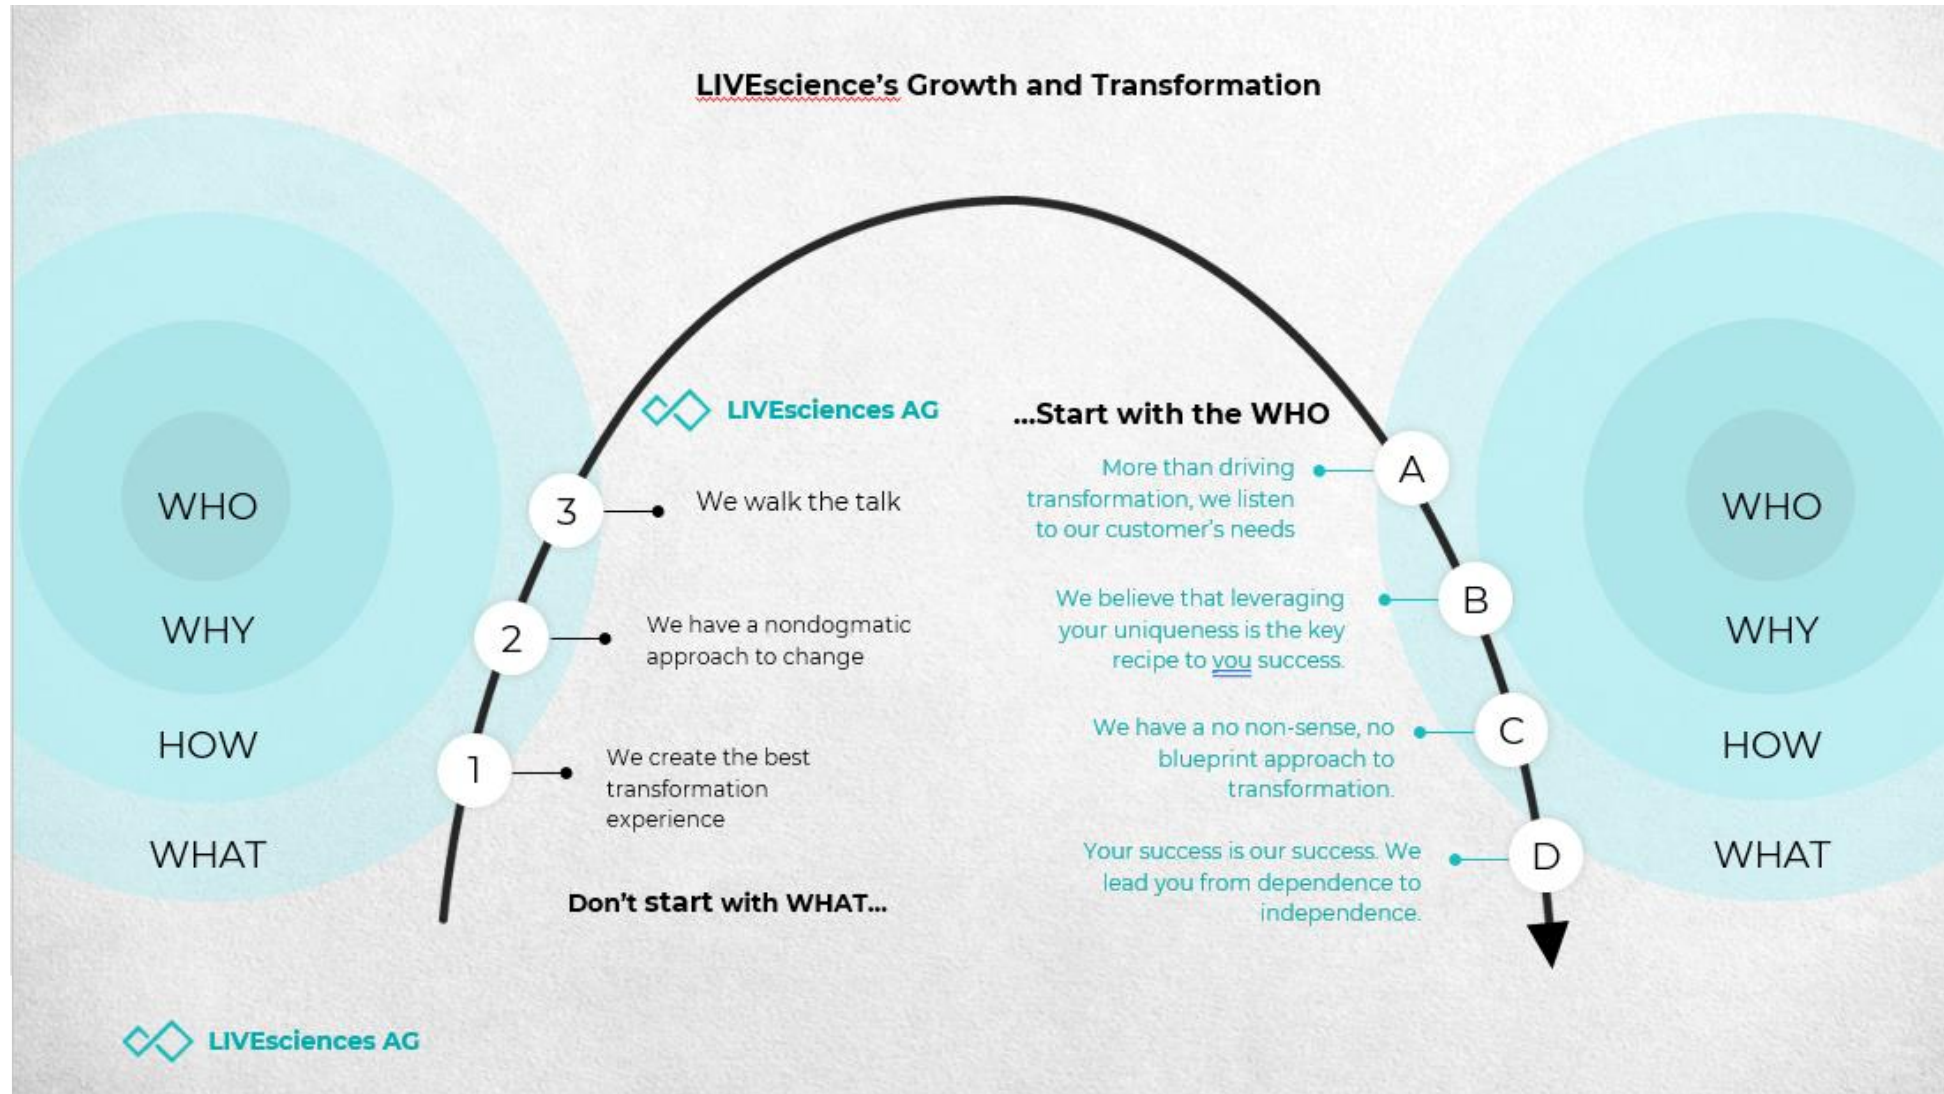 LIVEscience's Growth and Transformation
WHO
WHY
HOW
WHAT
LIVEsciences AG
3
We walk the talk
2
We have a nondogmatic
approach to change
1
We create the best
transformation
experience
Don't start with WHAT...
...Start with the WHO
A
More than driving
transformation, we listen
to our customer's needs
B
We believe that leveraging
your uniqueness is the key
recipe to you success.
C
We have a no non-sense, no
blueprint approach to
transformation.
D
Your success is our success. We
lead you from dependence to
independence.
WHO
WHY
HOW
WHAT
LIVEsciences AG